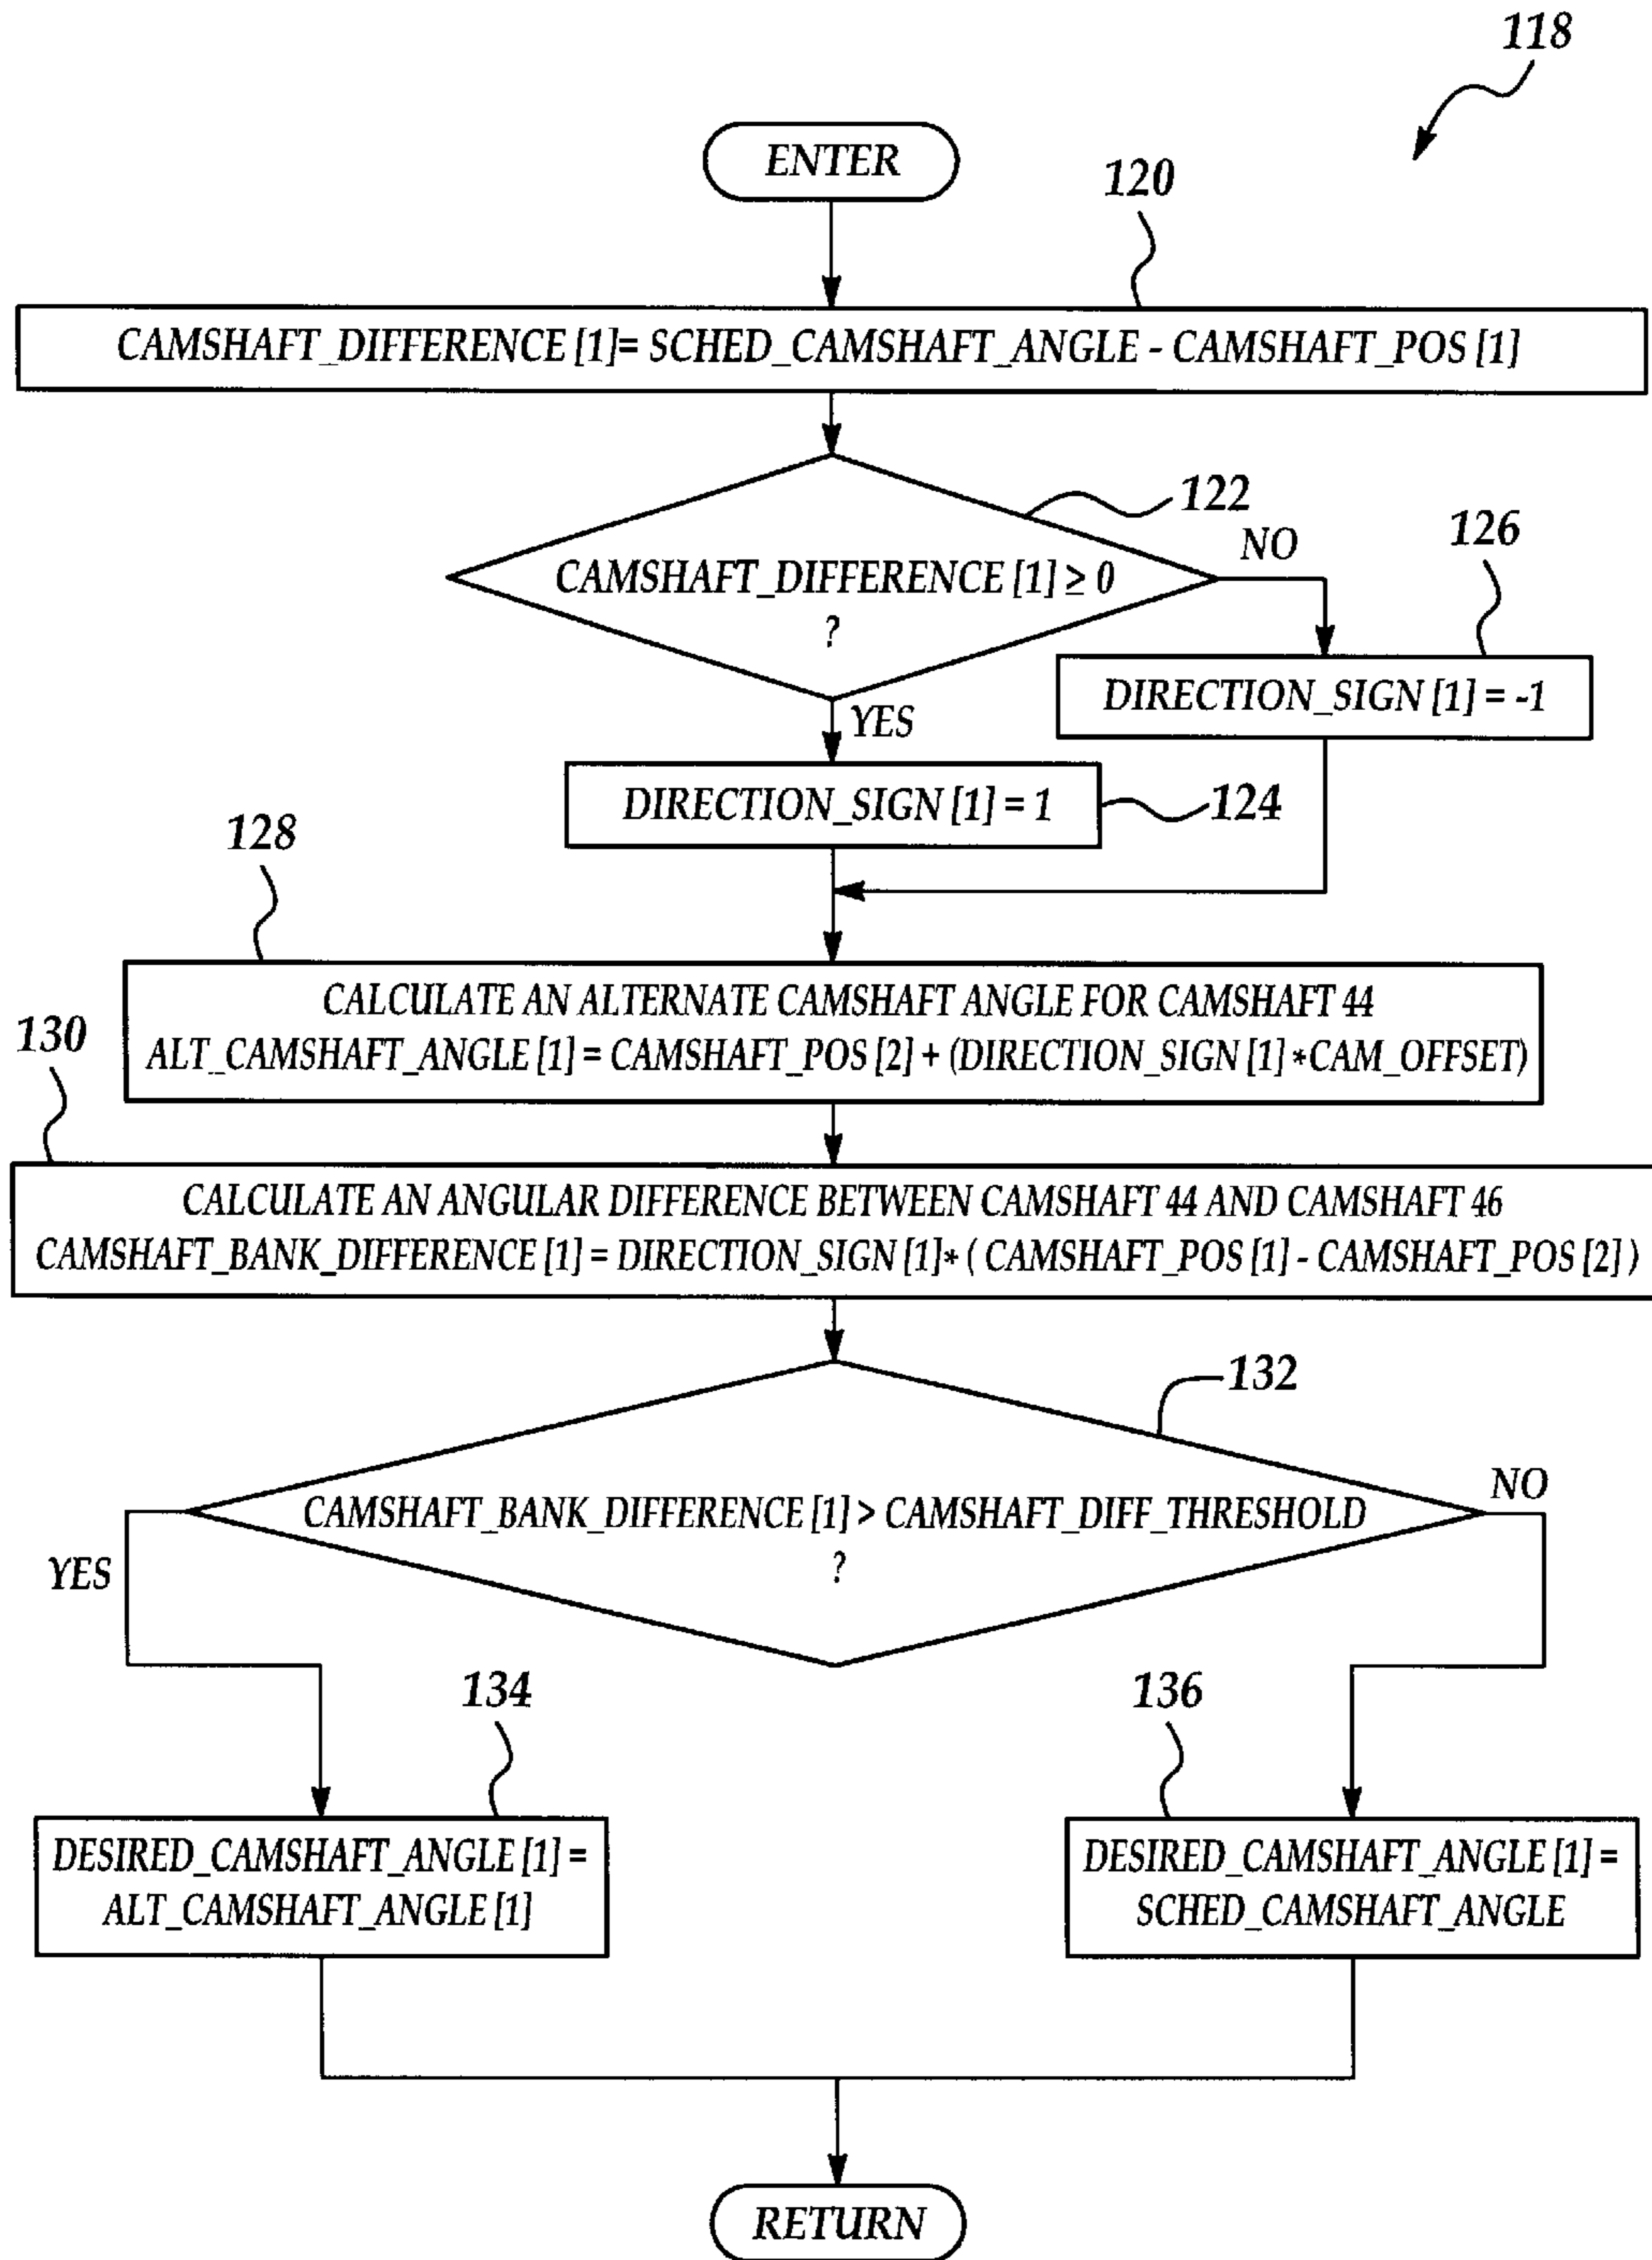 118
ENTER
120
CAMSHAFT_DIFFERENCE [1]= SCHED_CAMSHAFT_ANGLE - CAMSHAFT_POS [1]
122
CAMSHAFT_DIFFERENCE [1] ≥ 0
?
NO
126
DIRECTION_SIGN [1] = -1
YES
DIRECTION_SIGN [1] = 1
124
128
CALCULATE AN ALTERNATE CAMSHAFT ANGLE FOR CAMSHAFT 44
ALT_CAMSHAFT_ANGLE [1] = CAMSHAFT_POS [2] + (DIRECTION_SIGN [1] *CAM_OFFSET)
130
CALCULATE AN ANGULAR DIFFERENCE BETWEEN CAMSHAFT 44 AND CAMSHAFT 46
CAMSHAFT_BANK_DIFFERENCE [1] = DIRECTION_SIGN [1]* ( CAMSHAFT_POS [1] - CAMSHAFT_POS [2] )
132
CAMSHAFT_BANK_DIFFERENCE [1] > CAMSHAFT_DIFF_THRESHOLD
?
YES
NO
134
DESIRED_CAMSHAFT_ANGLE [1] =
ALT_CAMSHAFT_ANGLE [1]
136
DESIRED_CAMSHAFT_ANGLE [1] =
SCHED_CAMSHAFT_ANGLE
RETURN